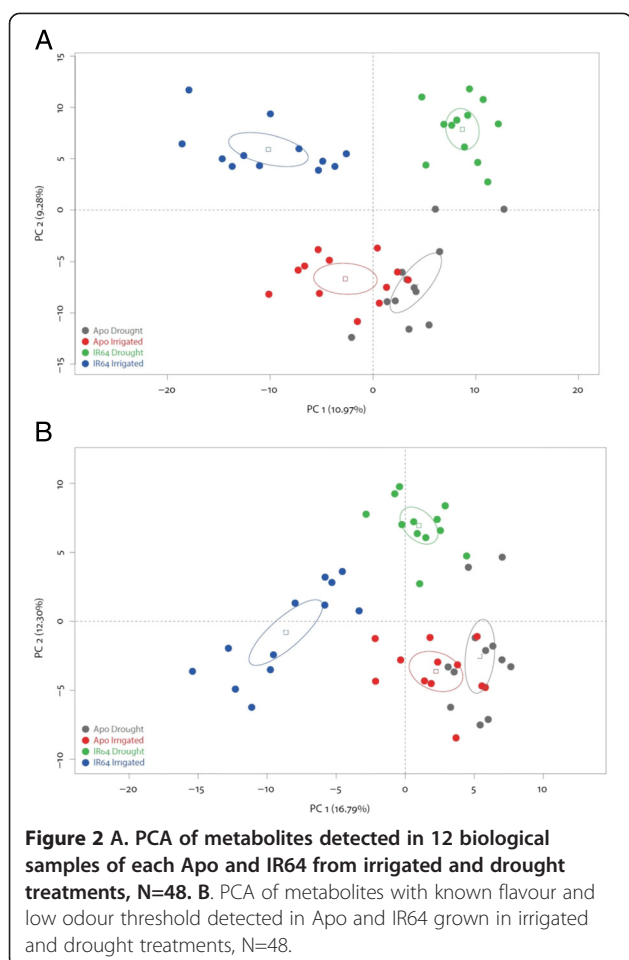 A
15
10
5
0
−5
−10
−15
PC 2 (9.28%)
Apo Drought
Apo Irrigated
IR64 Drought
IR64 Irrigated
−20
−10
0
10
20
PC 1 (10.97%)
B
10
5
0
−5
−10
PC 2 (12.30%)
Apo Drought
Apo Irrigated
IR64 Drought
IR64 Irrigated
−20
−15
−10
−5
0
5
10
PC 1 (16.79%)
Figure 2 A. PCA of metabolites detected in 12 biological
samples of each Apo and IR64 from irrigated and drought
treatments, N=48. B. PCA of metabolites with known flavour and
low odour threshold detected in Apo and IR64 grown in irrigated
and drought treatments, N=48.